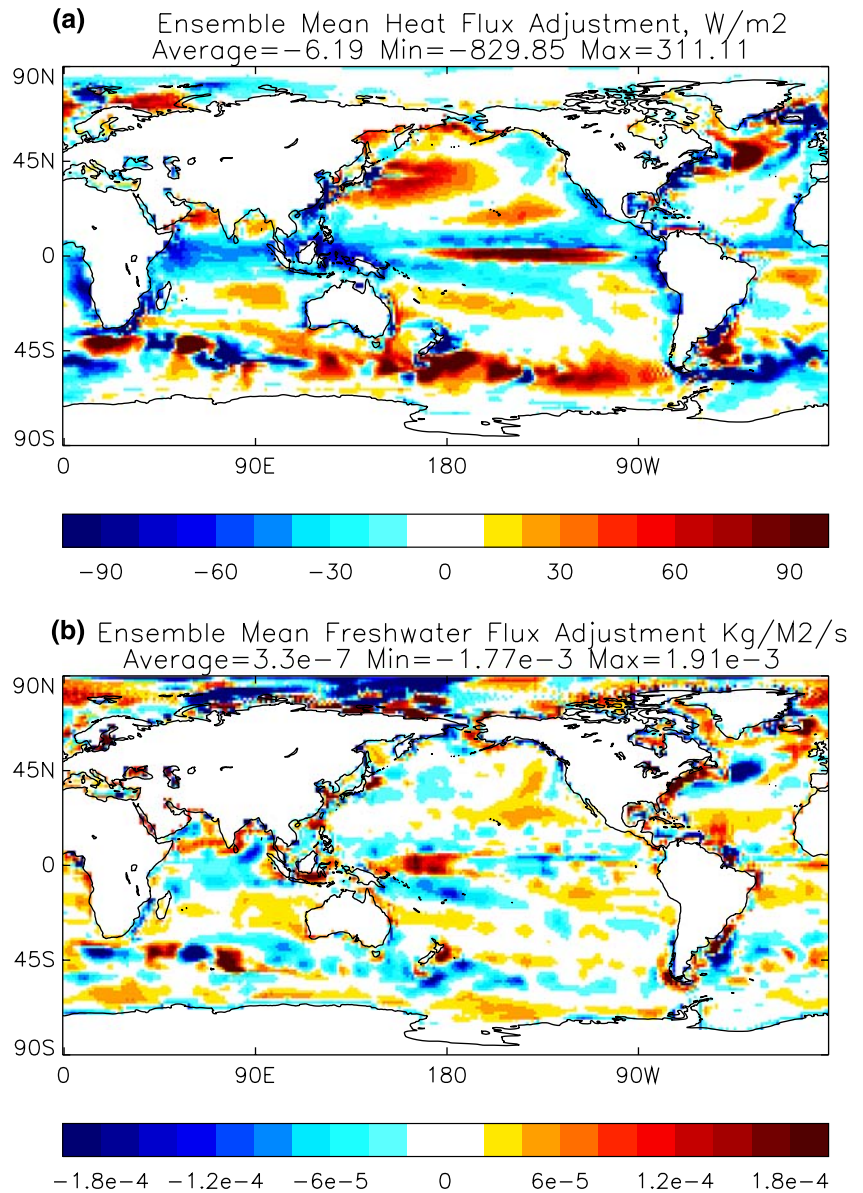 (a) Ensemble Mean Heat Flux Adjustment, W/m2
Average=−6.19 Min=−829.85 Max=311.11
90N
45N
0
45S
90S
0 90E 180 90W
−90 −60 −30 0 30 60 90
(b) Ensemble Mean Freshwater Flux Adjustment Kg/M2/s
Average=3.3e−7 Min=−1.77e−3 Max=1.91e−3
90N
45N
0
45S
90S
0 90E 180 90W
−1.8e−4 −1.2e−4 −6e−5 0 6e−5 1.2e−4 1.8e−4